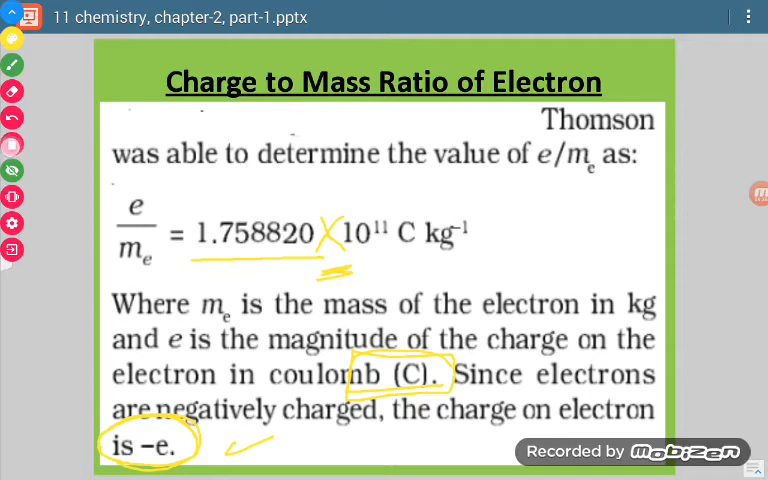 11 chemistry, chapter-2, part-1.pptx
Charge to Mass Ratio of Electron
Thomson
was able to determine the value of e/mₑ as:
e/mₑ = 1.758820 × 10¹¹ C kg⁻¹
Where mₑ is the mass of the electron in kg
and e is the magnitude of the charge on the
electron in coulomb (C). Since electrons
are negatively charged, the charge on electron
is –e.
Recorded by MOBIZEN